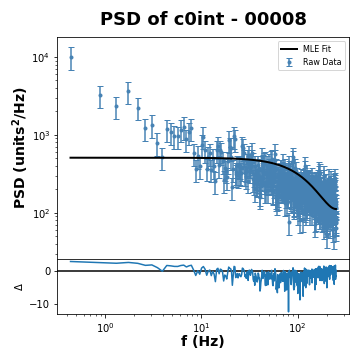 PSD of c0int - 00008
PSD (units²/Hz)
10⁴
10³
10²
MLE Fit
Raw Data
Δ
0
−10
10⁰
10¹
10²
f (Hz)